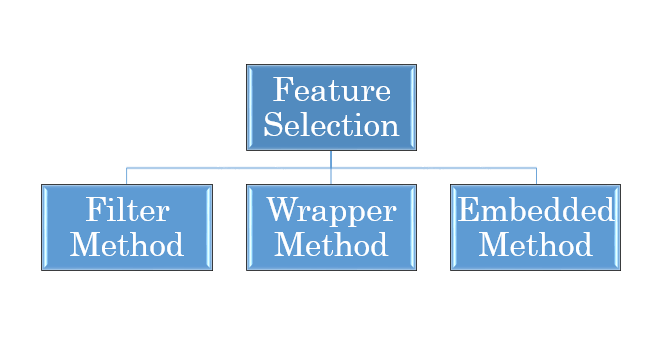 Feature
Selection
Filter
Method
Wrapper
Method
Embedded
Method